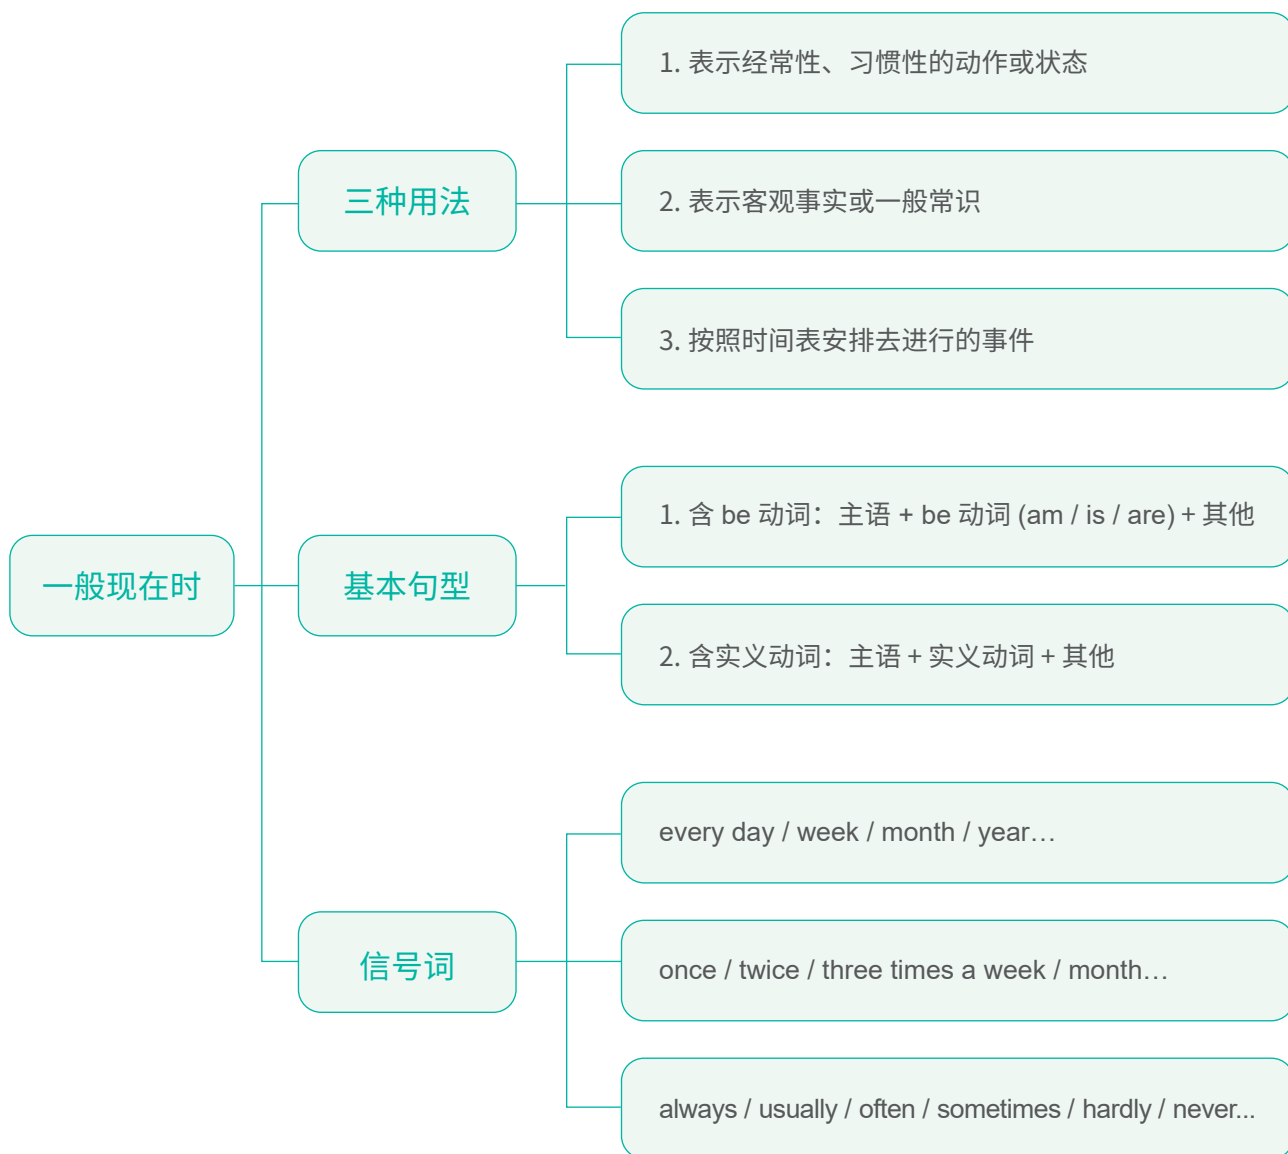 一般现在时
三种用法
1. 表示经常性、习惯性的动作或状态
2. 表示客观事实或一般常识
3. 按照时间表安排去进行的事件
基本句型
1. 含 be 动词：主语 + be 动词 (am / is / are) + 其他
2. 含实义动词：主语 + 实义动词 + 其他
信号词
every day / week / month / year…
once / twice / three times a week / month…
always / usually / often / sometimes / hardly / never...